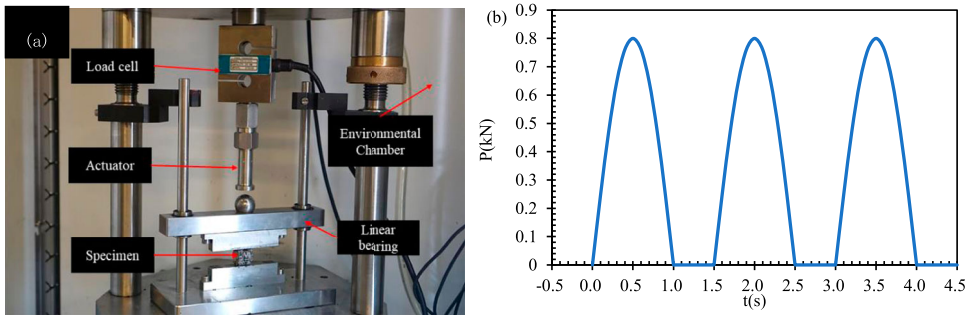 (a)
Load cell
Environmental
Chamber
Actuator
Linear
bearing
Specimen
(b)
P(kN)
0.9
0.8
0.7
0.6
0.5
0.4
0.3
0.2
0.1
0
-0.5 0.0 0.5 1.0 1.5 2.0 2.5 3.0 3.5 4.0 4.5
t(s)